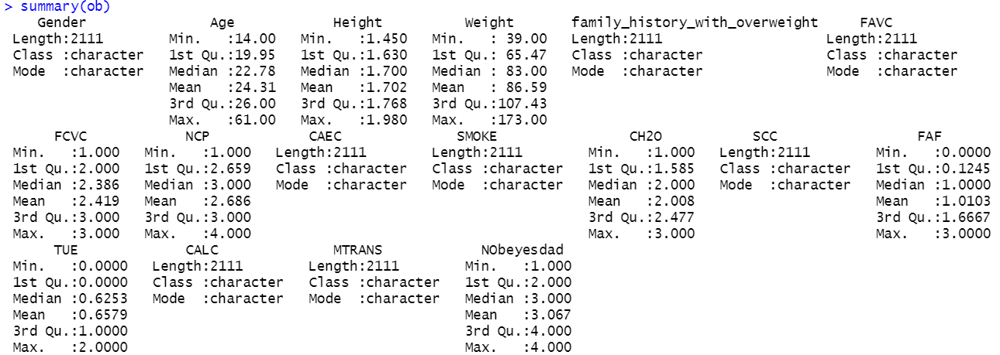 > summary(ob)
Gender Age Height Weight family_history_with_overweight FAVC
Length:2111 Min. :14.00 Min. :1.450 Min. : 39.00 Length:2111 Length:2111
Class :character 1st Qu.:19.95 1st Qu.:1.630 1st Qu.: 65.47 Class :character Class :character
Mode :character Median :22.78 Median :1.700 Median : 83.00 Mode :character Mode :character
Mean :24.31 Mean :1.702 Mean : 86.59
3rd Qu.:26.00 3rd Qu.:1.768 3rd Qu.:107.43
Max. :61.00 Max. :1.980 Max. :173.00
FCVC NCP CAEC SMOKE CH2O SCC FAF
Min. :1.000 Min. :1.000 Length:2111 Length:2111 Min. :1.000 Length:2111 Min. :0.0000
1st Qu.:2.000 1st Qu.:2.659 Class :character Class :character 1st Qu.:1.585 Class :character 1st Qu.:0.1245
Median :2.386 Median :3.000 Mode :character Mode :character Median :2.000 Mode :character Median :1.0000
Mean :2.419 Mean :2.686 Mean :2.008 Mean :1.0103
3rd Qu.:3.000 3rd Qu.:3.000 3rd Qu.:2.477 3rd Qu.:1.6667
Max. :3.000 Max. :4.000 Max. :3.000 Max. :3.0000
TUE CALC MTRANS NObeyesdad
Min. :0.0000 Length:2111 Length:2111 Min. :1.000
1st Qu.:0.0000 Class :character Class :character 1st Qu.:2.000
Median :0.6253 Mode :character Mode :character Median :3.000
Mean :0.6579 Mean :3.067
3rd Qu.:1.0000 3rd Qu.:4.000
Max. :2.0000 Max. :4.000